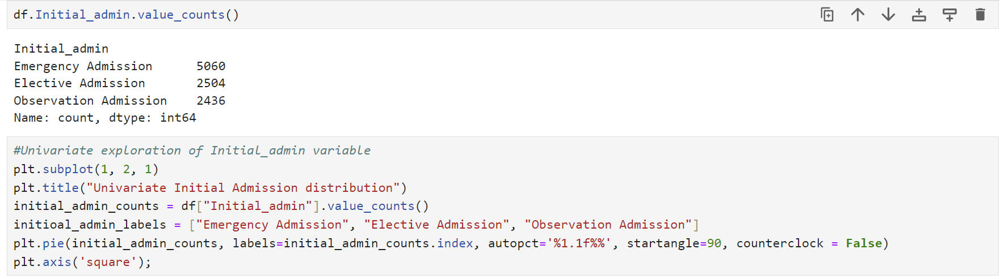 df.Initial_admin.value_counts()
Initial_admin
Emergency Admission      5060
Elective Admission       2504
Observation Admission    2436
Name: count, dtype: int64
#Univariate exploration of Initial_admin variable
plt.subplot(1, 2, 1)
plt.title("Univariate Initial Admission distribution")
initial_admin_counts = df["Initial_admin"].value_counts()
initioal_admin_labels = ["Emergency Admission", "Elective Admission", "Observation Admission"]
plt.pie(initial_admin_counts, labels=initial_admin_counts.index, autopct='%1.1f%%', startangle=90, counterclock = False)
plt.axis('square');